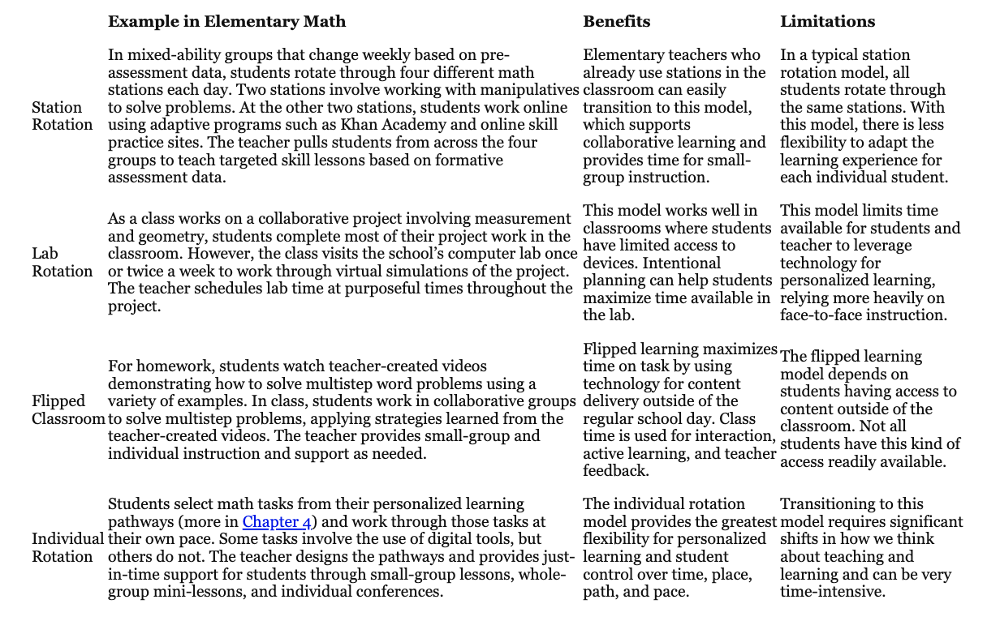 Example in Elementary Math
Benefits
Limitations
Station
Rotation
In mixed-ability groups that change weekly based on pre-
assessment data, students rotate through four different math
stations each day. Two stations involve working with manipulatives
to solve problems. At the other two stations, students work online
using adaptive programs such as Khan Academy and online skill
practice sites. The teacher pulls students from across the four
groups to teach targeted skill lessons based on formative
assessment data.
Elementary teachers who
already use stations in the
classroom can easily
transition to this model,
which supports
collaborative learning and
provides time for small-
group instruction.
In a typical station
rotation model, all
students rotate through
the same stations. With
this model, there is less
flexibility to adapt the
learning experience for
each individual student.
Lab
Rotation
As a class works on a collaborative project involving measurement
and geometry, students complete most of their project work in the
classroom. However, the class visits the school’s computer lab once
or twice a week to work through virtual simulations of the project.
The teacher schedules lab time at purposeful times throughout the
project.
This model works well in
classrooms where students
have limited access to
devices. Intentional
planning can help students
maximize time available in
the lab.
This model limits time
available for students and
teacher to leverage
technology for
personalized learning,
relying more heavily on
face-to-face instruction.
Flipped
Classroom
For homework, students watch teacher-created videos
demonstrating how to solve multistep word problems using a
variety of examples. In class, students work in collaborative groups
to solve multistep problems, applying strategies learned from the
teacher-created videos. The teacher provides small-group and
individual instruction and support as needed.
Flipped learning maximizes
time on task by using
technology for content
delivery outside of the
regular school day. Class
time is used for interaction,
active learning, and teacher
feedback.
The flipped learning
model depends on
students having access to
content outside of the
classroom. Not all
students have this kind of
access readily available.
Individual
Rotation
Students select math tasks from their personalized learning
pathways (more in Chapter 4) and work through those tasks at
their own pace. Some tasks involve the use of digital tools, but
others do not. The teacher designs the pathways and provides just-
in-time support for students through small-group lessons, whole-
group mini-lessons, and individual conferences.
The individual rotation
model provides the greatest
flexibility for personalized
learning and student
control over time, place,
path, and pace.
Transitioning to this
model requires significant
shifts in how we think
about teaching and
learning and can be very
time-intensive.